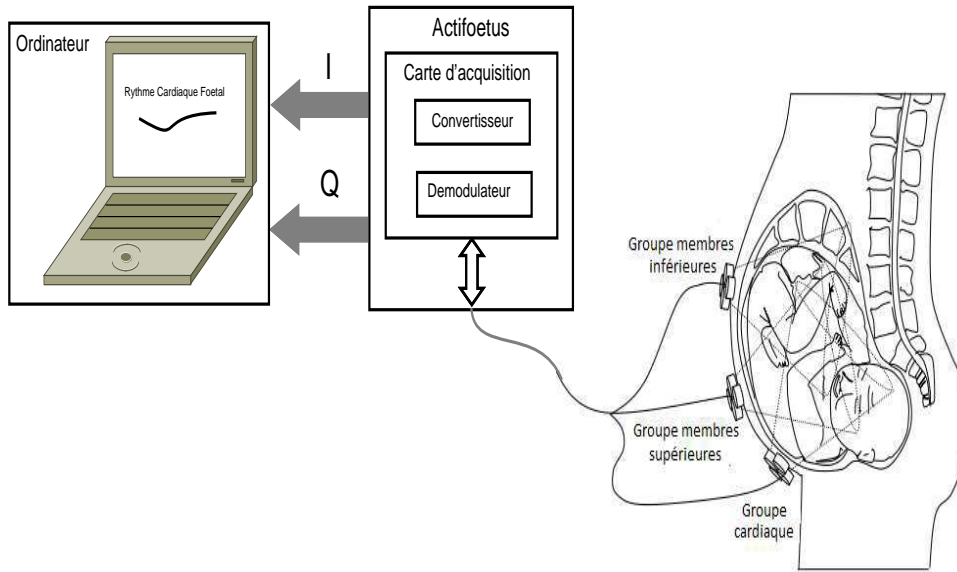 Ordinateur
Rythme Cardiaque Foetal
I
Q
Actifoetus
Carte d'acquisition
Convertisseur
Demodulateur
Groupe membres
inférieures
Groupe membres
supérieures
Groupe
cardiaque